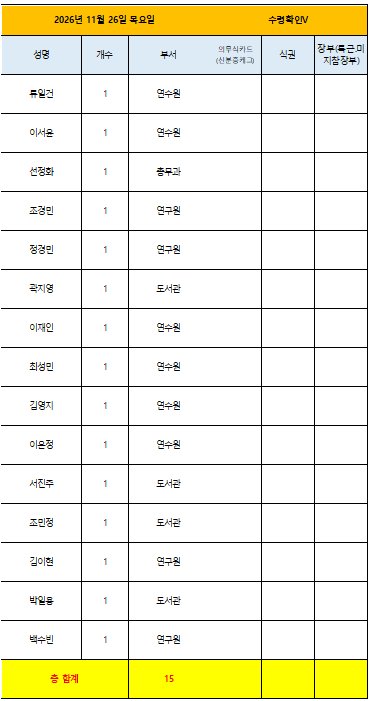 2026년 11월 26일 목요일 수령확인V
성명 개수 부서 의무식카드 식권 장부(특근.미
(신분증케그) 지참장부)
류일건 1 연수원
이서윤 1 연수원
선정화 1 총무과
조경민 1 연구원
정경민 1 연구원
곽지영 1 도서관
이재인 1 연수원
최성민 1 연수원
김영지 1 연수원
이윤정 1 연수원
서진주 1 도서관
조민정 1 도서관
김이현 1 연구원
박일용 1 도서관
백수빈 1 연구원
총 합계 15